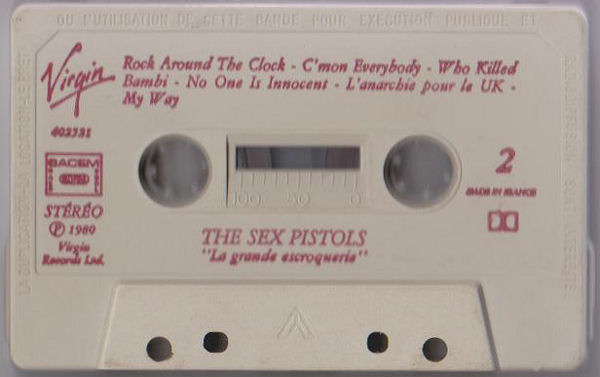 OU L'UTILISATION DE CETTE BANDE POUR EXECUTION PUBLIQUE ET
Virgin
Rock Around The Clock - C'mon Everybody - Who Killed
Bambi - No One Is Innocent - L'anarchie pour le UK -
My Way
402531
SACEM
STÉRÉO
℗ 1980
Virgin
Records Ltd.
100 50 0
2
MADE IN FRANCE
THE SEX PISTOLS
"La grande escroquerie"